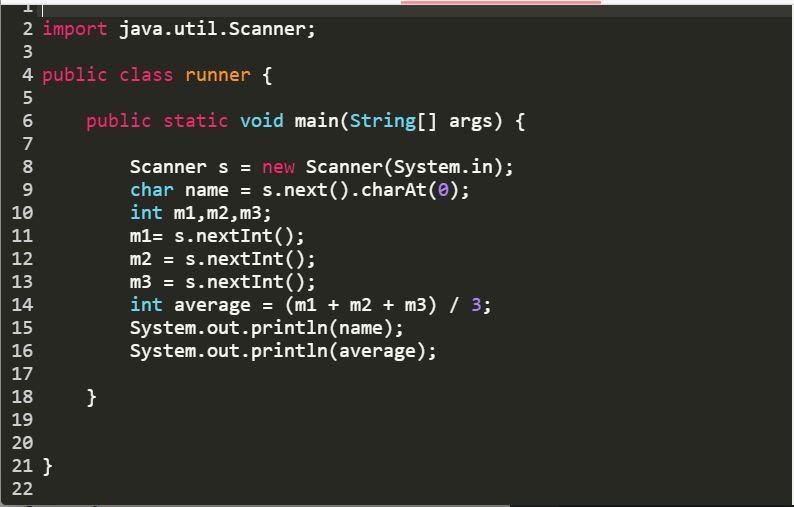 1
2 import java.util.Scanner;
3
4 public class runner {
5
6     public static void main(String[] args) {
7
8         Scanner s = new Scanner(System.in);
9         char name = s.next().charAt(0);
10         int m1,m2,m3;
11         m1= s.nextInt();
12         m2 = s.nextInt();
13         m3 = s.nextInt();
14         int average = (m1 + m2 + m3) / 3;
15         System.out.println(name);
16         System.out.println(average);
17
18     }
19
20
21 }
22